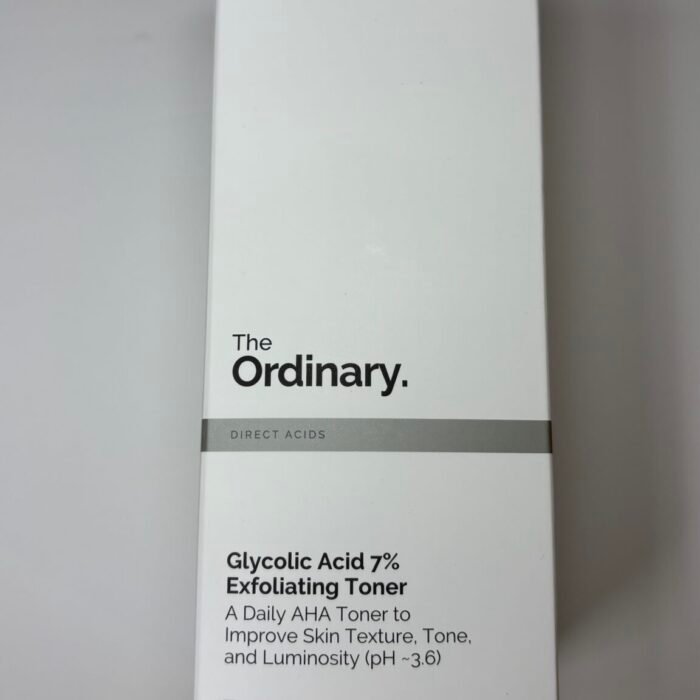 The
Ordinary.
DIRECT ACIDS
Glycolic Acid 7%
Exfoliating Toner
A Daily AHA Toner to
Improve Skin Texture, Tone,
and Luminosity (pH ~3.6)